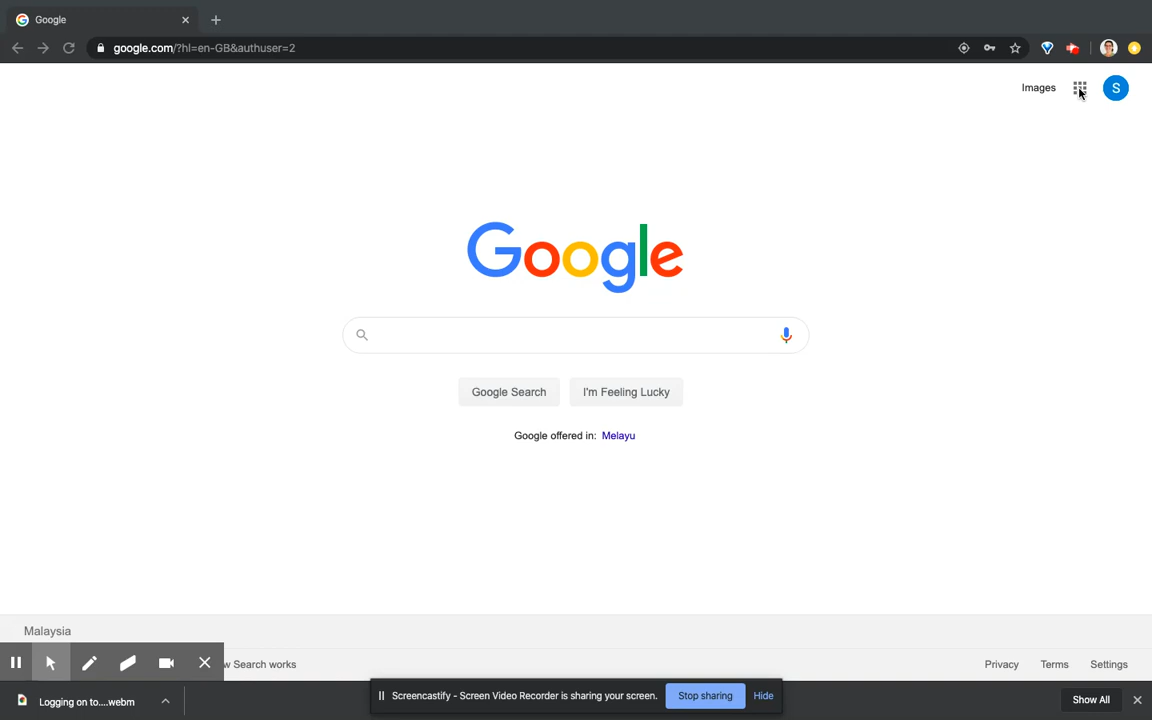 Google
google.com/?hl=en-GB&authuser=2
Images
S
Google
Google Search
I'm Feeling Lucky
Google offered in: Melayu
Malaysia
w Search works
Privacy
Terms
Settings
Logging on to....webm
Screencastify - Screen Video Recorder is sharing your screen.
Stop sharing
Hide
Show All